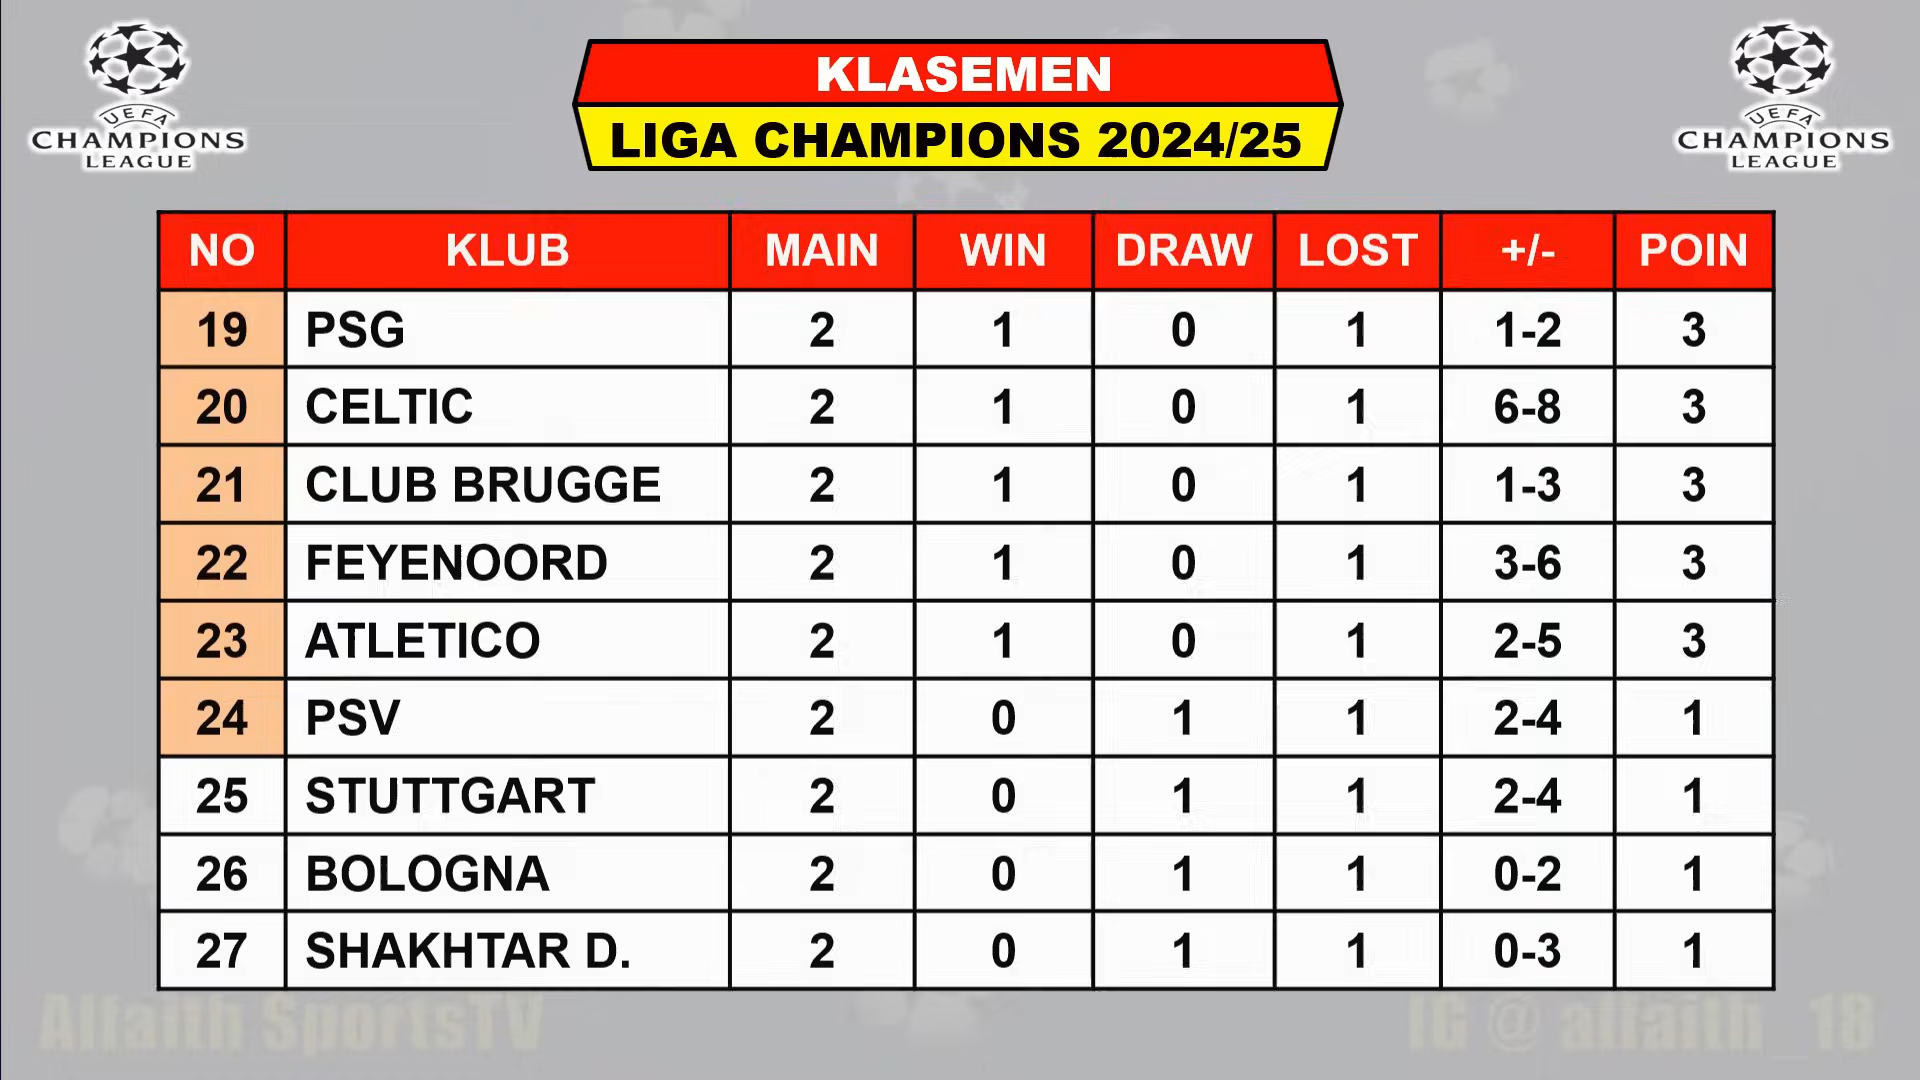 UEFA
CHAMPIONS
LEAGUE
KLASEMEN
LIGA CHAMPIONS 2024/25
UEFA
CHAMPIONS
LEAGUE
NO KLUB MAIN WIN DRAW LOST +/- POIN
19 PSG 2 1 0 1 1-2 3
20 CELTIC 2 1 0 1 6-8 3
21 CLUB BRUGGE 2 1 0 1 1-3 3
22 FEYENOORD 2 1 0 1 3-6 3
23 ATLETICO 2 1 0 1 2-5 3
24 PSV 2 0 1 1 2-4 1
25 STUTTGART 2 0 1 1 2-4 1
26 BOLOGNA 2 0 1 1 0-2 1
27 SHAKHTAR D. 2 0 1 1 0-3 1
Alfaith SportsTV
IG @ alfaith_18